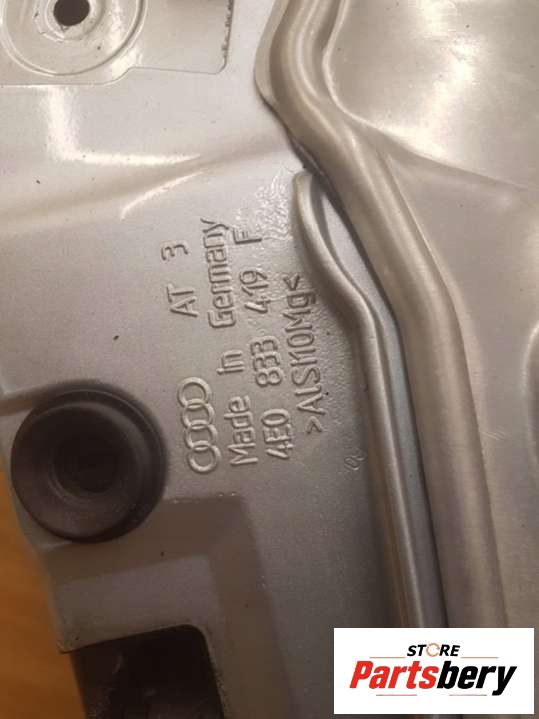 AT 3
Made in Germany
4E0 833 419 F
>AlSi10Mg<
STORE
Partsbery